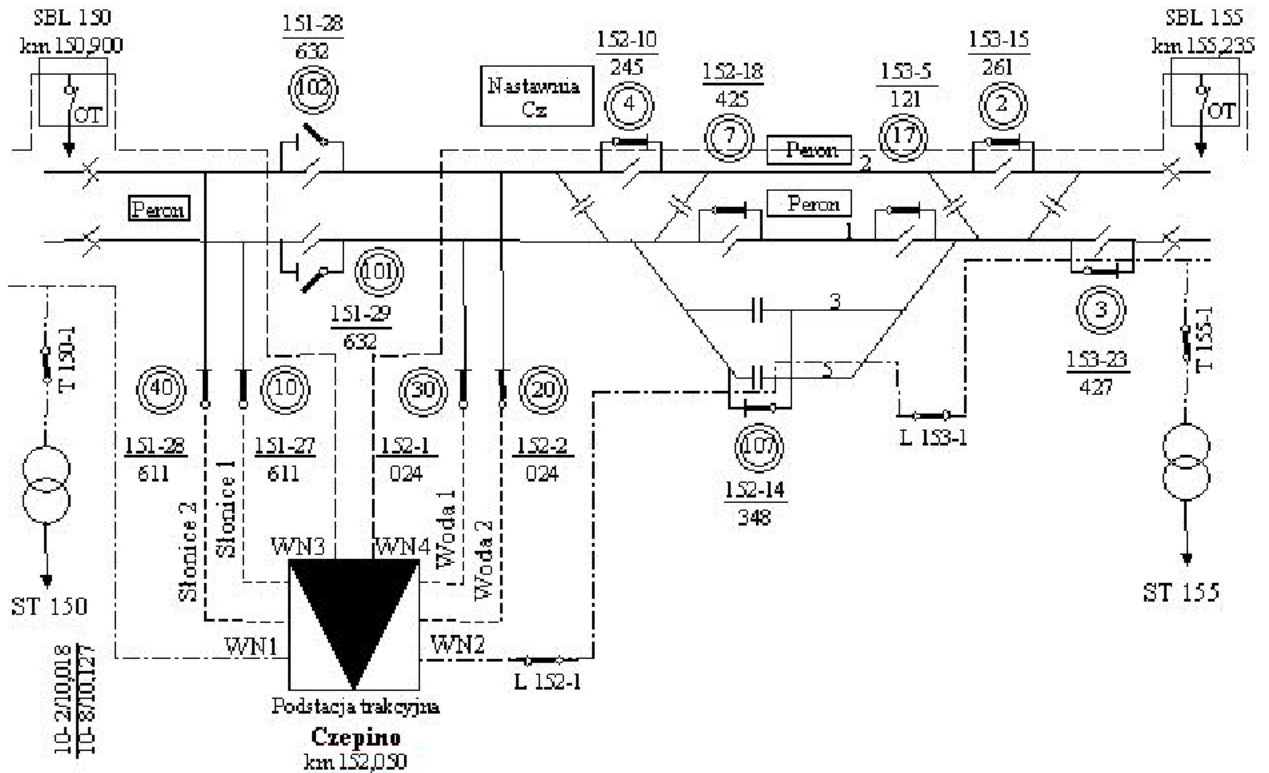 SBL 150
km 150,900
OT
151-28
632
102
Nastawnia
Cz
152-10
245
4
152-18
425
7
153-5
121
17
153-15
261
2
SBL 155
km 155,235
OT
Peron
2
Peron
Peron
1
101
151-29
632
3
3
153-23
427
T 150-1
T 155-1
40
10
30
20
5
L 153-1
151-28
611
151-27
611
152-1
024
152-2
024
107
152-14
348
Słonice 2
Słonice 1
Woda 1
Woda 2
WN3
WN4
ST 150
ST 155
WN1
WN2
L 152-1
10-2/10,018
10-8/10,127
Podstacja trakcyjna
Czepino
km 152,050